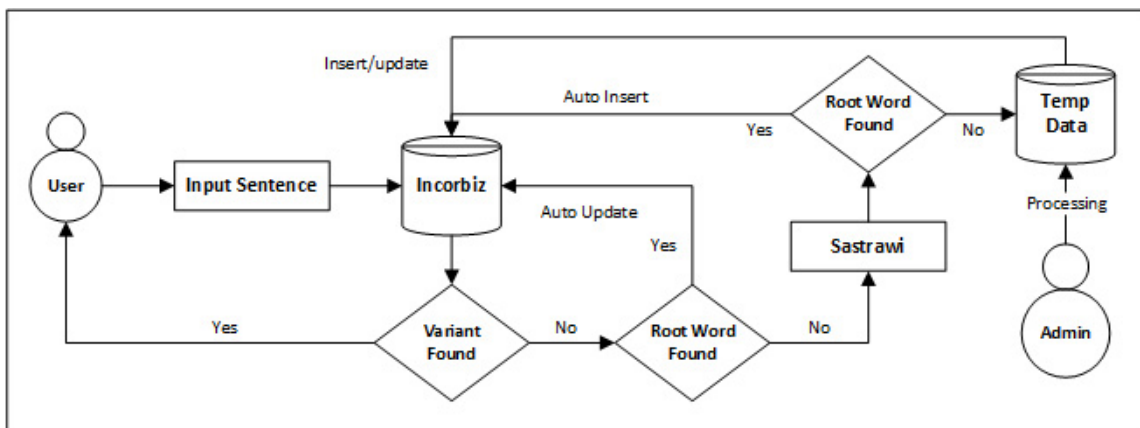 Insert/update
Auto Insert
Root Word
Found
Temp
Data
Yes
No
User
Input Sentence
Incorbiz
Auto Update
Processing
Yes
Sastrawi
Yes
Variant
Found
No
Root Word
Found
No
Admin